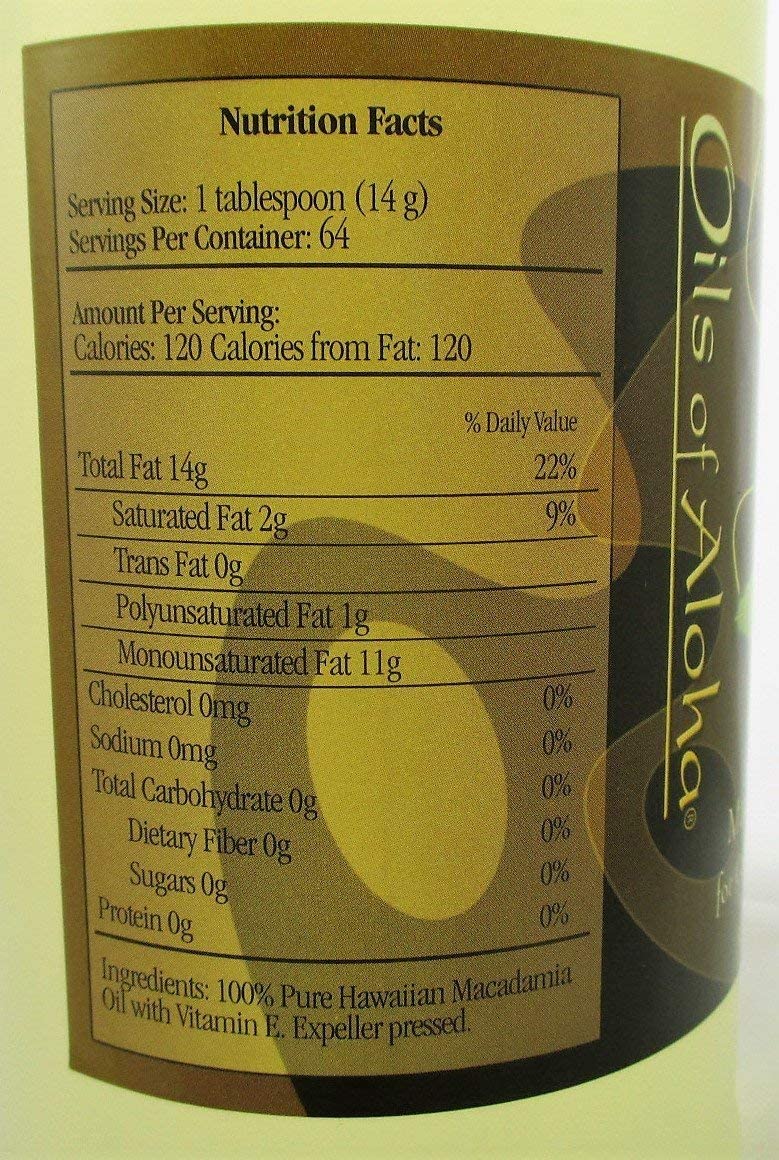 Nutrition Facts
Serving Size: 1 tablespoon (14 g)
Servings Per Container: 64
Amount Per Serving:
Calories: 120 Calories from Fat: 120
% Daily Value
Total Fat 14g 22%
Saturated Fat 2g 9%
Trans Fat 0g
Polyunsaturated Fat 1g
Monounsaturated Fat 11g
Cholesterol 0mg 0%
Sodium 0mg 0%
Total Carbohydrate 0g 0%
Dietary Fiber 0g 0%
Sugars 0g 0%
Protein 0g 0%
Ingredients: 100% Pure Hawaiian Macadamia
Oil with Vitamin E. Expeller pressed.
Oils of Aloha®